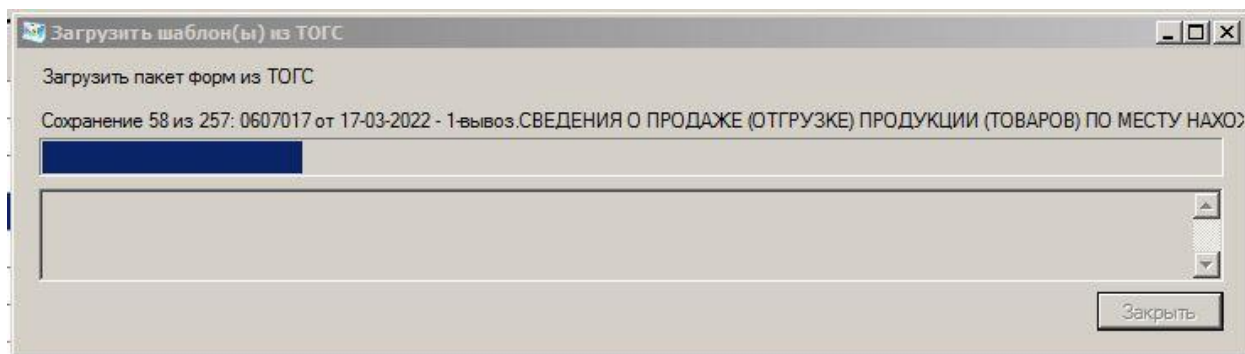 Загрузить шаблон(ы) из ТОГС
Загрузить пакет форм из ТОГС
Сохранение 58 из 257: 0607017 от 17-03-2022 - 1-вывоз.СВЕДЕНИЯ О ПРОДАЖЕ (ОТГРУЗКЕ) ПРОДУКЦИИ (ТОВАРОВ) ПО МЕСТУ
Закрыть